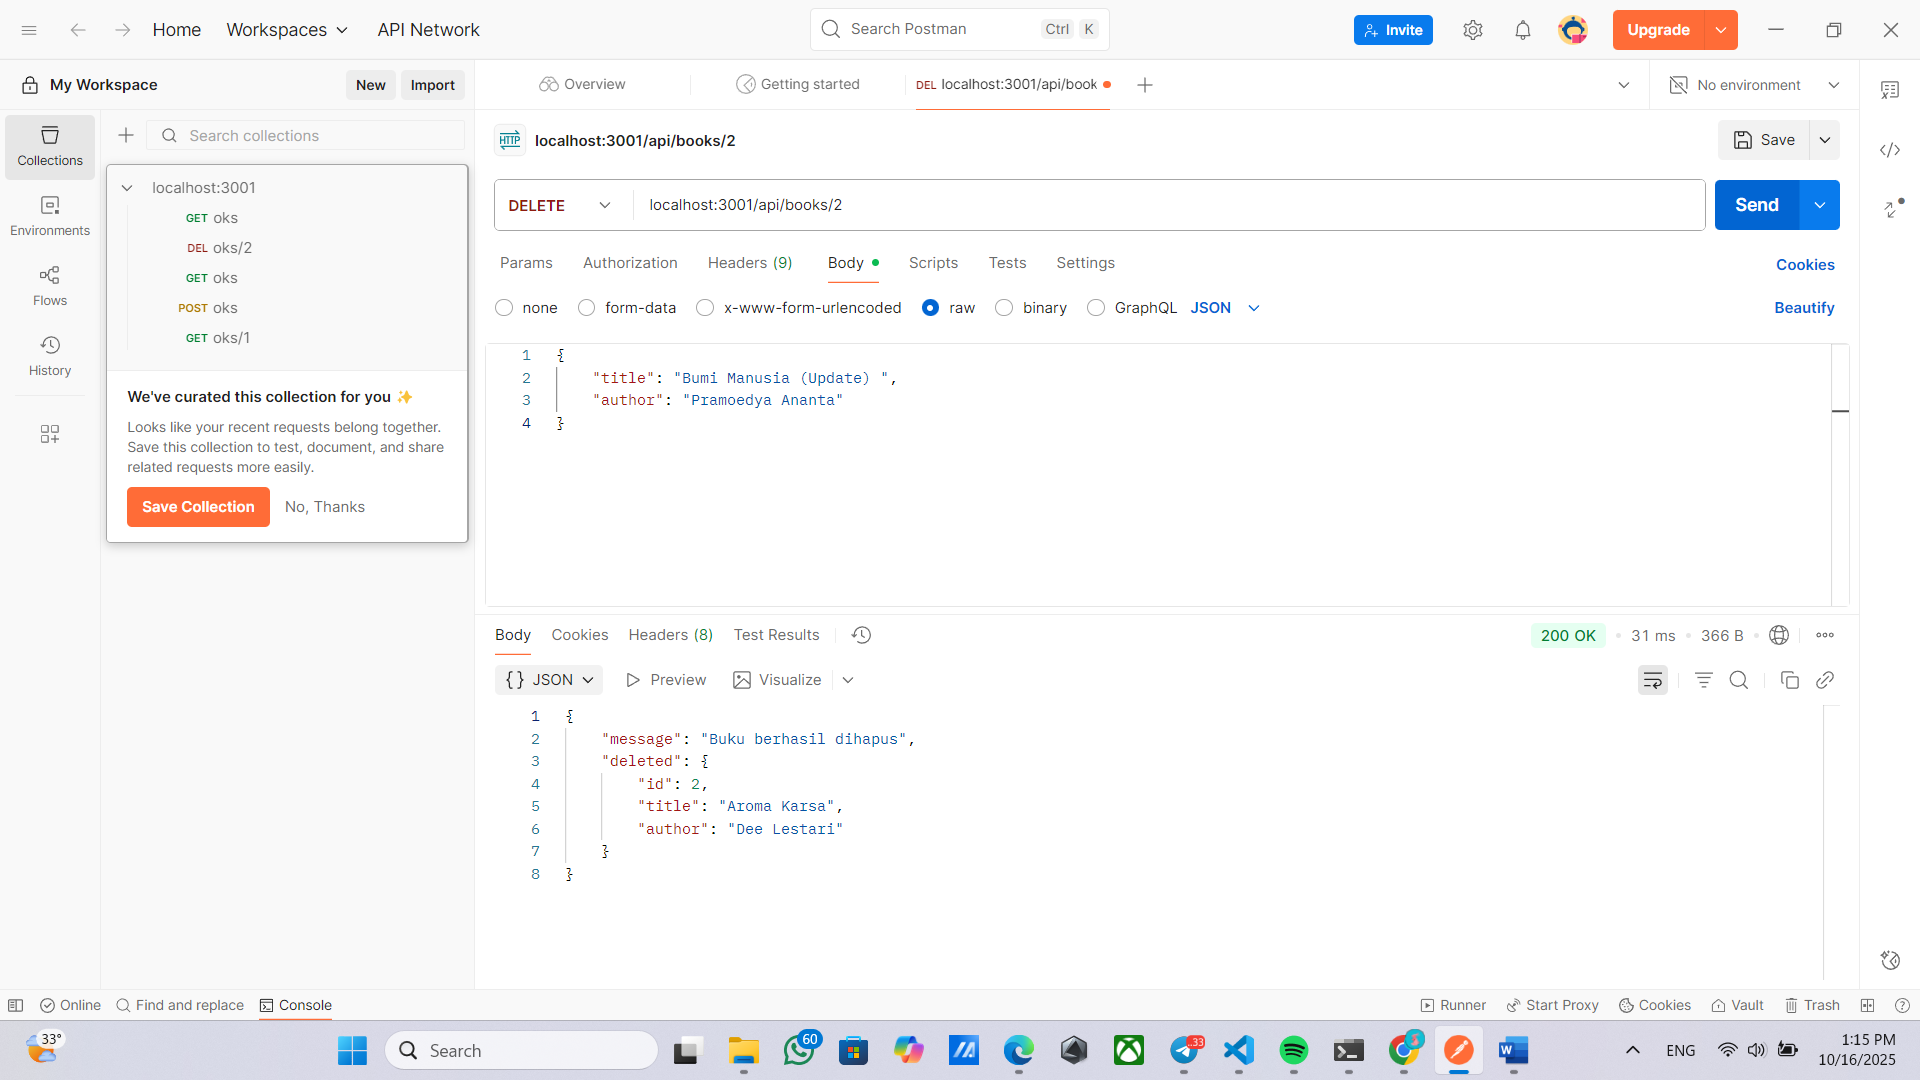 Home
Workspaces
API Network
Search Postman
Ctrl K
Invite
Upgrade
My Workspace
New
Import
Overview
Getting started
DEL localhost:3001/api/book
No environment
Collections
Environments
Flows
History
Search collections
localhost:3001
GET oks
DEL oks/2
GET oks
POST oks
GET oks/1
We've curated this collection for you ✨
Looks like your recent requests belong together.
Save this collection to test, document, and share
related requests more easily.
Save Collection
No, Thanks
HTTP localhost:3001/api/books/2
Save
DELETE
localhost:3001/api/books/2
Send
Params
Authorization
Headers (9)
Body
Scripts
Tests
Settings
Cookies
none
form-data
x-www-form-urlencoded
raw
binary
GraphQL
JSON
Beautify
1 {
2 "title": "Bumi Manusia (Update) ",
3 "author": "Pramoedya Ananta"
4 }
Body
Cookies
Headers (8)
Test Results
200 OK
31 ms
366 B
{} JSON
Preview
Visualize
1 {
2 "message": "Buku berhasil dihapus",
3 "deleted": {
4 "id": 2,
5 "title": "Aroma Karsa",
6 "author": "Dee Lestari"
7 }
8 }
Online
Find and replace
Console
Runner
Start Proxy
Cookies
Vault
Trash
33°
Search
60
.33
ENG
1:15 PM
10/16/2025